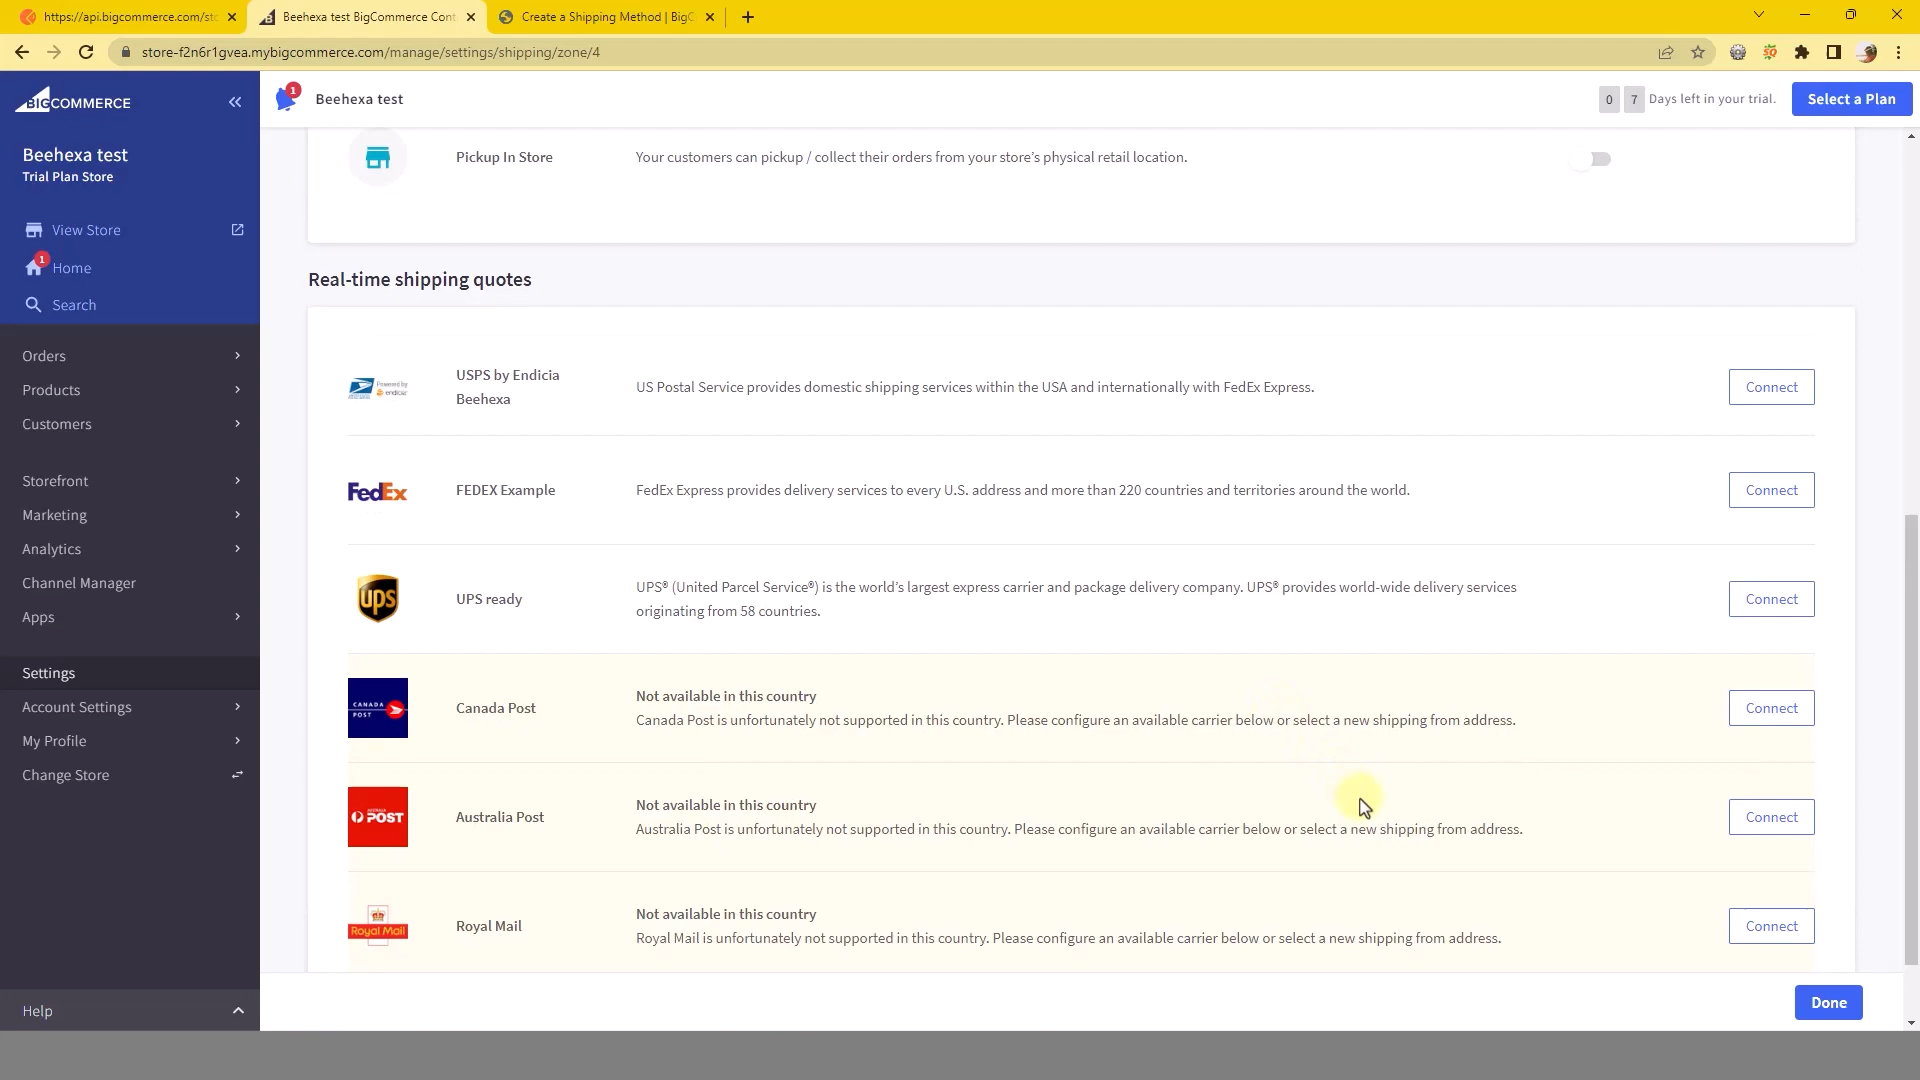 https://api.bigcommerce.com/sto
Beehexa test BigCommerce Cont
Create a Shipping Method | BigC
store-f2n6r1gvea.mybigcommerce.com/manage/settings/shipping/zone/4
BIGCOMMERCE
1
Beehexa test
0 7 Days left in your trial.
Select a Plan
Beehexa test
Trial Plan Store
View Store
1
Home
Search
Orders
Products
Customers
Storefront
Marketing
Analytics
Channel Manager
Apps
Settings
Account Settings
My Profile
Change Store
Help
Pickup In Store
Your customers can pickup / collect their orders from your store's physical retail location.
Real-time shipping quotes
Powered by
endicia
USPS by Endicia
Beehexa
US Postal Service provides domestic shipping services within the USA and internationally with FedEx Express.
Connect
FedEx
FEDEX Example
FedEx Express provides delivery services to every U.S. address and more than 220 countries and territories around the world.
Connect
ups
UPS ready
UPS® (United Parcel Service®) is the world's largest express carrier and package delivery company. UPS® provides world-wide delivery services
originating from 58 countries.
Connect
CANADA
POST
Canada Post
Not available in this country
Canada Post is unfortunately not supported in this country. Please configure an available carrier below or select a new shipping from address.
Connect
AUSTRALIA
POST
Australia Post
Not available in this country
Australia Post is unfortunately not supported in this country. Please configure an available carrier below or select a new shipping from address.
Connect
Royal Mail
Royal Mail
Not available in this country
Royal Mail is unfortunately not supported in this country. Please configure an available carrier below or select a new shipping from address.
Connect
Done